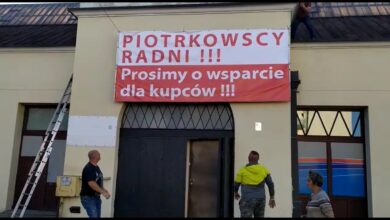 PIOTRKOWSCY
RADNI !!!
Prosimy o wsparcie
dla kupców !!!